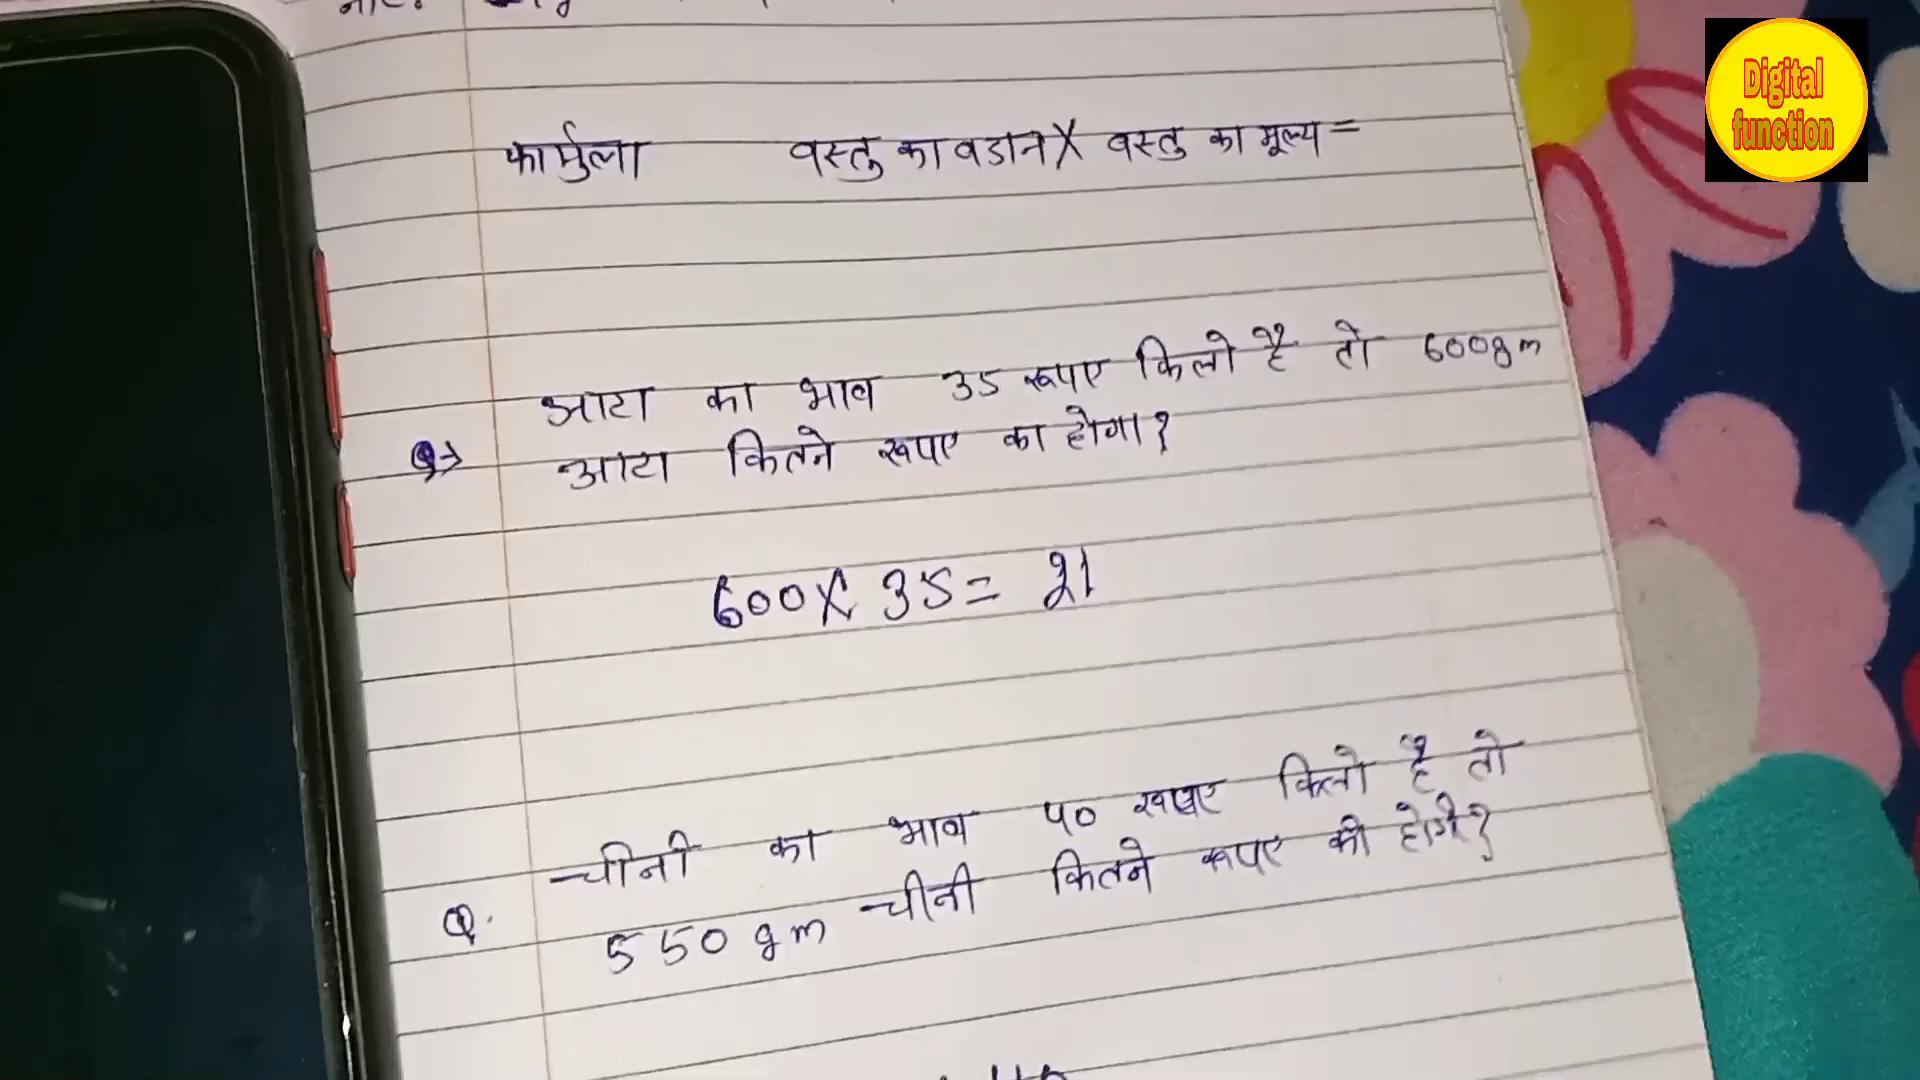 Digital
function
फार्मुला वस्तु का वजन X वस्तु का मूल्य =
आटा का भाव 35 रूपए किलो है तो 600gm
Q→ आटा कितने रूपए का होगा?
600 X 35 = 21
चीनी का भाव 40 रूपए किलो है तो
Q. 550 gm चीनी कितने रूपए की होगी?